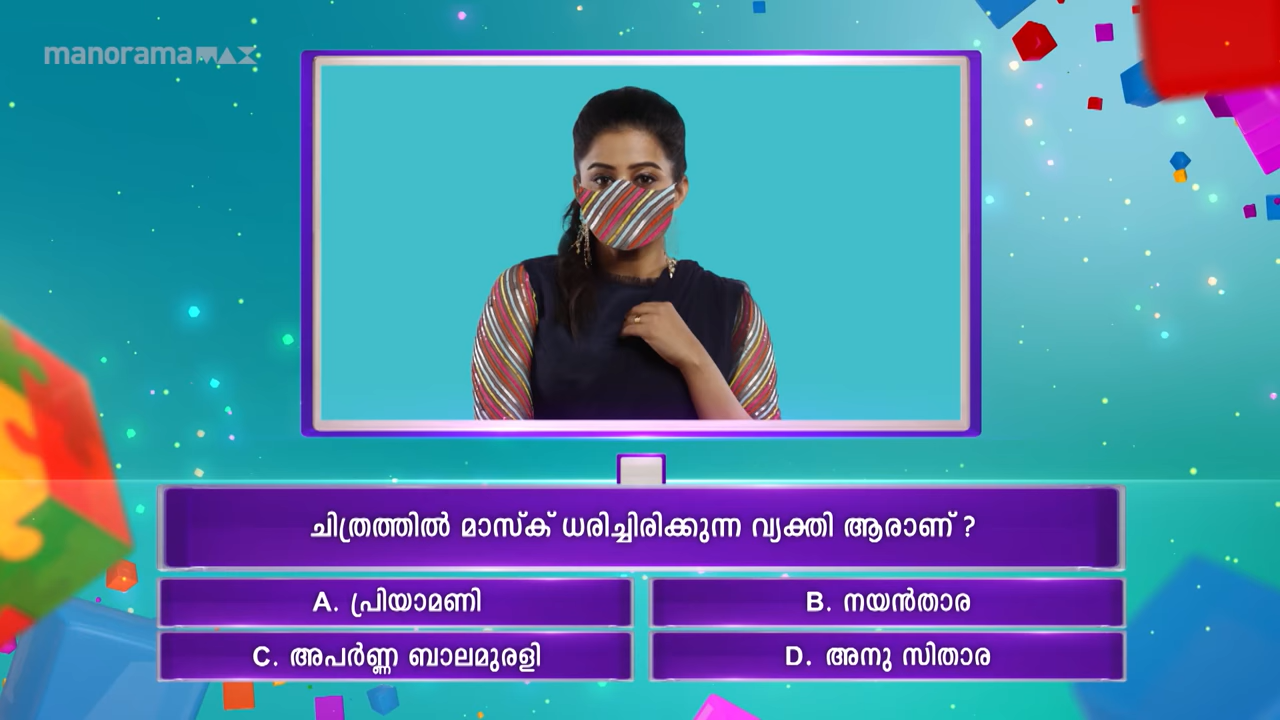 manoramaMAX
ചിത്രത്തിൽ മാസ്ക് ധരിച്ചിരിക്കുന്ന വ്യക്തി ആരാണ് ?
A. പ്രിയാമണി
B. നയൻതാര
C. അപർണ്ണ ബാലമുരളി
D. അനു സിതാര